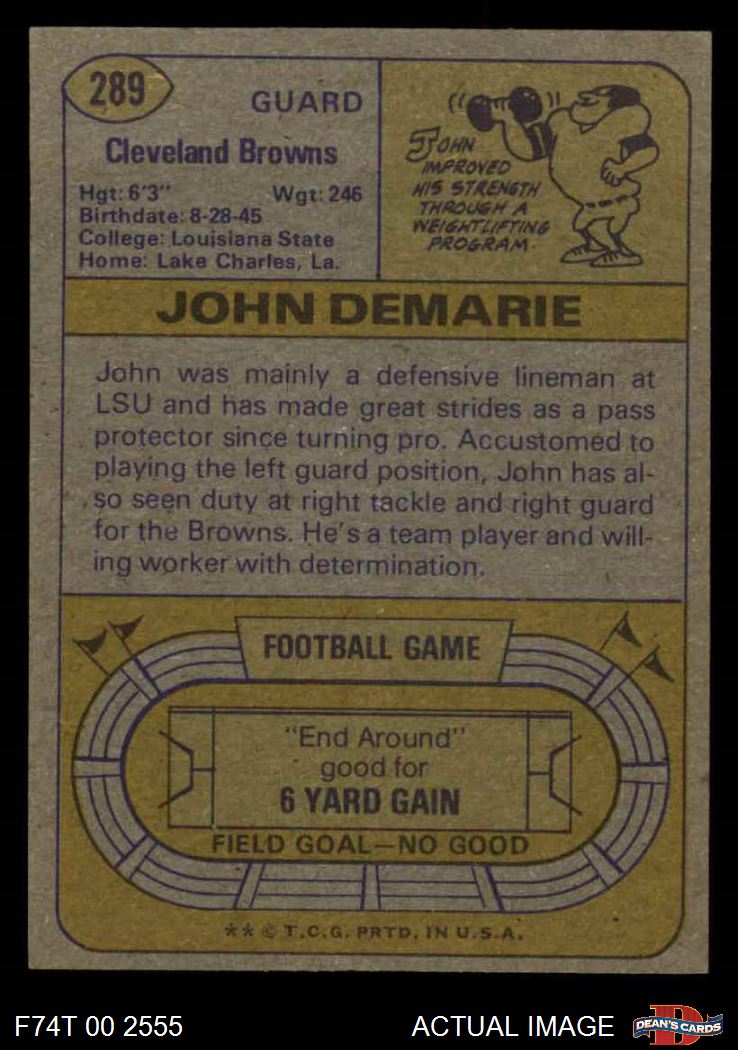 289
GUARD
Cleveland Browns
Hgt: 6'3" Wgt: 246
Birthdate: 8-28-45
College: Louisiana State
Home: Lake Charles, La.
JOHN
IMPROVED
HIS STRENGTH
THROUGH A
WEIGHTLIFTING
PROGRAM.
JOHN DEMARIE
John was mainly a defensive lineman at
LSU and has made great strides as a pass
protector since turning pro. Accustomed to
playing the left guard position, John has al-
so seen duty at right tackle and right guard
for the Browns. He's a team player and will-
ing worker with determination.
FOOTBALL GAME
"End Around"
good for
6 YARD GAIN
FIELD GOAL—NO GOOD
** © T.C.G. PRTD. IN U.S.A.
F74T 00 2555
ACTUAL IMAGE
D
DEAN'S CARDS